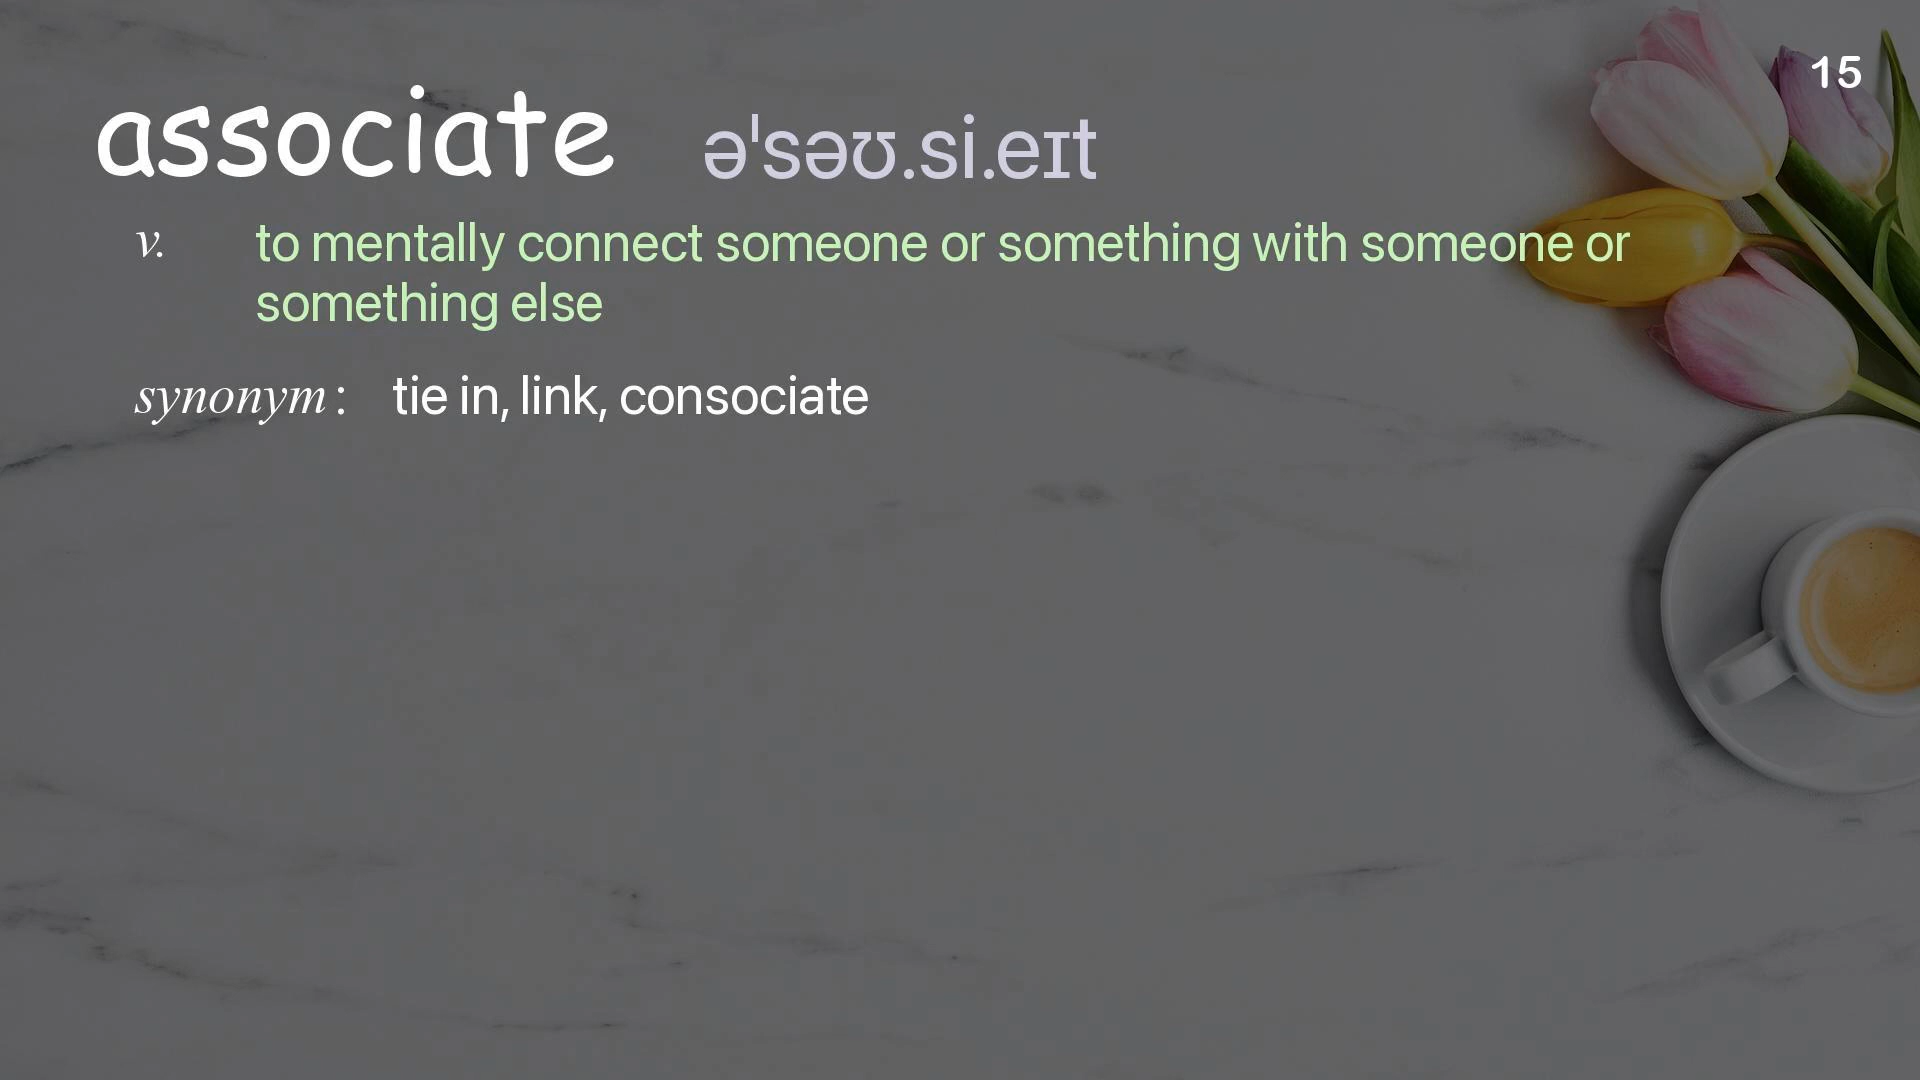 15
associate əˈsəʊ.si.eɪt
v. to mentally connect someone or something with someone or
something else
synonym : tie in, link, consociate